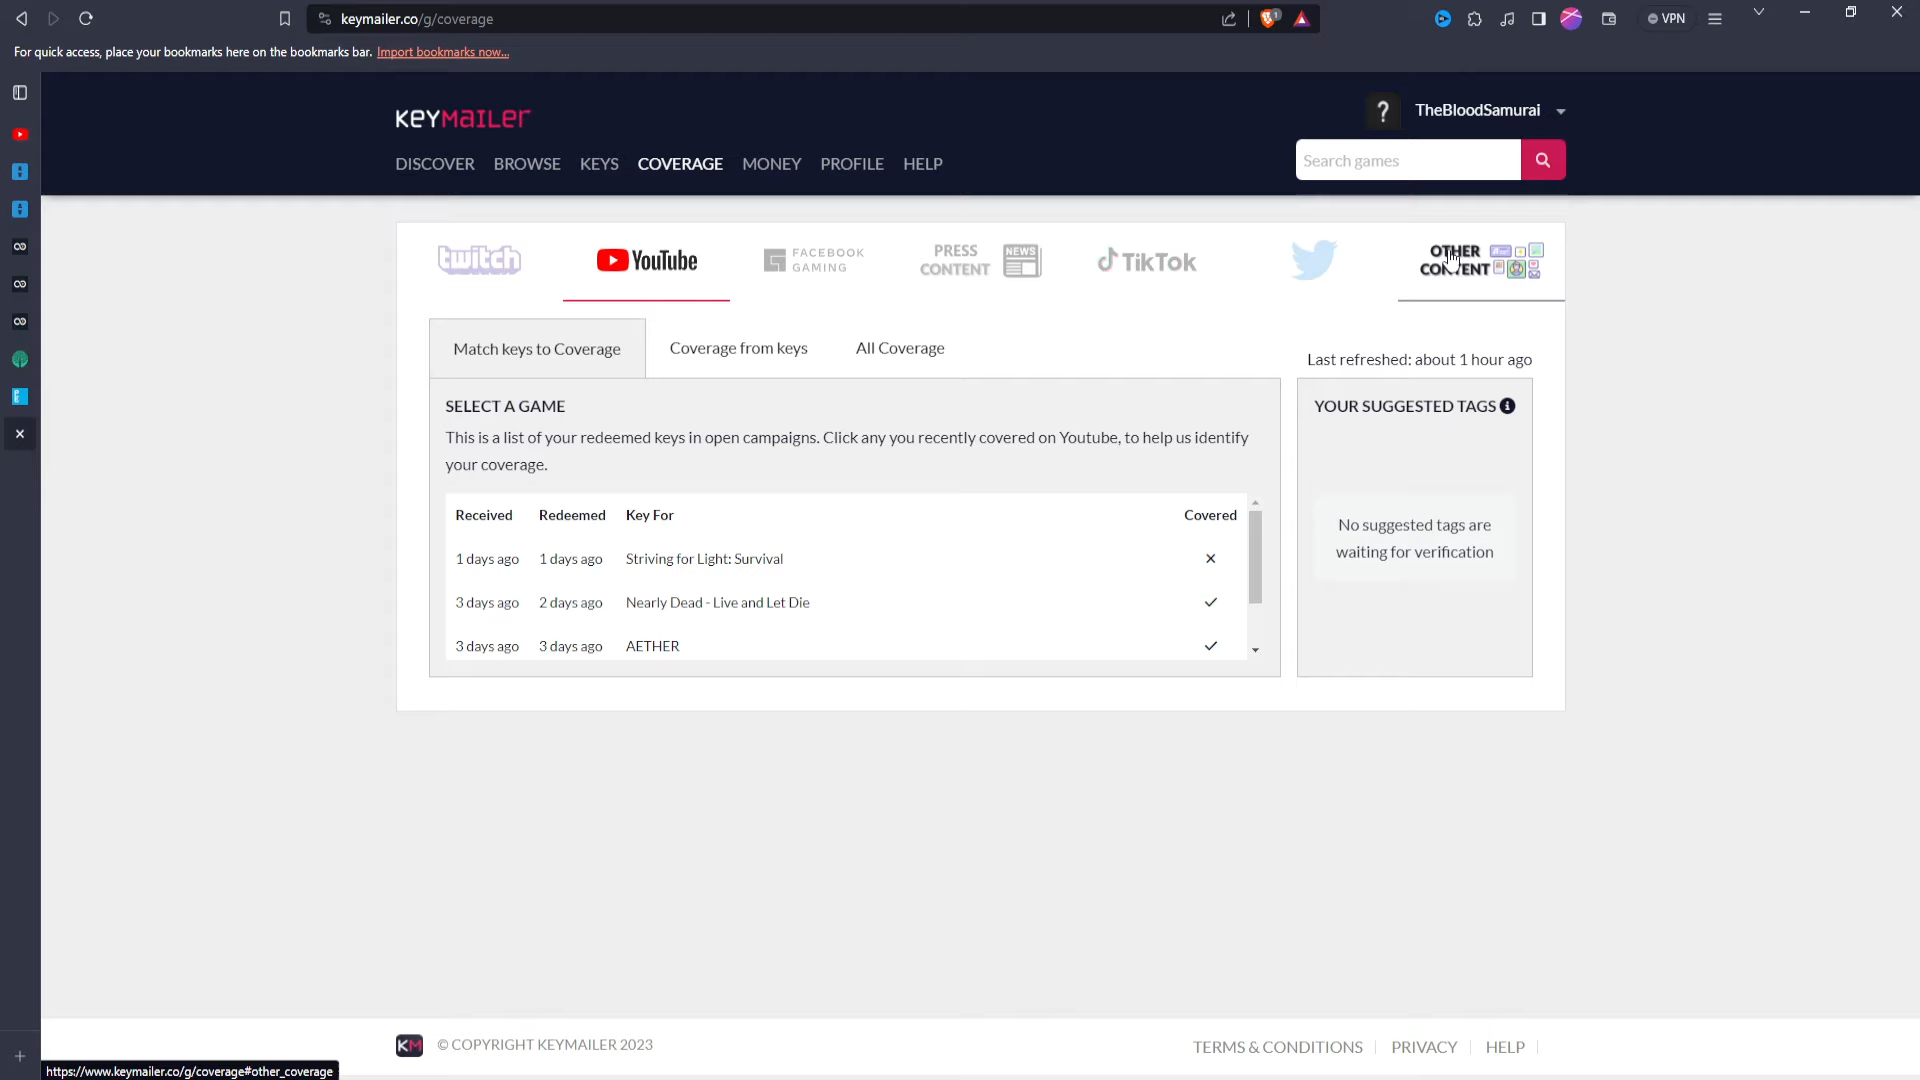 keymailer.co/g/coverage
VPN
For quick access, place your bookmarks here on the bookmarks bar. Import bookmarks now...
KEYMAILER
? TheBloodSamurai
DISCOVER BROWSE KEYS COVERAGE MONEY PROFILE HELP
Search games
twitch
YouTube
FACEBOOK
GAMING
PRESS
CONTENT
NEWS
TikTok
OTHER
CONTENT
Match keys to Coverage
Coverage from keys
All Coverage
Last refreshed: about 1 hour ago
SELECT A GAME
This is a list of your redeemed keys in open campaigns. Click any you recently covered on Youtube, to help us identify
your coverage.
Received Redeemed Key For Covered
1 days ago 1 days ago Striving for Light: Survival
3 days ago 2 days ago Nearly Dead - Live and Let Die
3 days ago 3 days ago AETHER
YOUR SUGGESTED TAGS
No suggested tags are
waiting for verification
KM © COPYRIGHT KEYMAILER 2023
TERMS & CONDITIONS PRIVACY HELP
https://www.keymailer.co/g/coverage#other_coverage